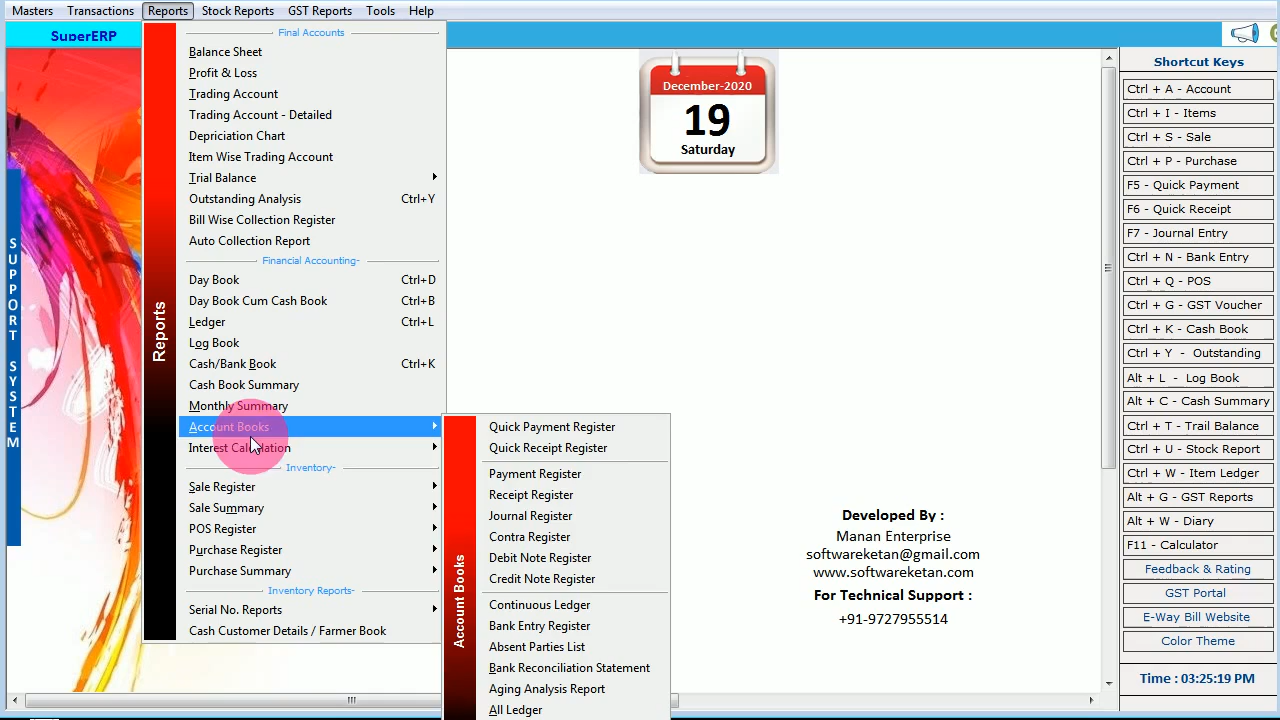 Masters Transactions Reports Stock Reports GST Reports Tools Help
SuperERP
SUPPORT SYSTEM
Reports
Final Accounts
Balance Sheet
Profit & Loss
Trading Account
Trading Account - Detailed
Depriciation Chart
Item Wise Trading Account
Trial Balance
Outstanding Analysis Ctrl+Y
Bill Wise Collection Register
Auto Collection Report
Financial Accounting-
Day Book Ctrl+D
Day Book Cum Cash Book Ctrl+B
Ledger Ctrl+L
Log Book
Cash/Bank Book Ctrl+K
Cash Book Summary
Monthly Summary
Account Books
Interest Calculation
Inventory-
Sale Register
Sale Summary
POS Register
Purchase Register
Purchase Summary
Inventory Reports-
Serial No. Reports
Cash Customer Details / Farmer Book
Account Books
Quick Payment Register
Quick Receipt Register
Payment Register
Receipt Register
Journal Register
Contra Register
Debit Note Register
Credit Note Register
Continuous Ledger
Bank Entry Register
Absent Parties List
Bank Reconciliation Statement
Aging Analysis Report
All Ledger
December-2020
19
Saturday
Developed By :
Manan Enterprise
softwareketan@gmail.com
www.softwareketan.com
For Technical Support :
+91-9727955514
Shortcut Keys
Ctrl + A - Account
Ctrl + I - Items
Ctrl + S - Sale
Ctrl + P - Purchase
F5 - Quick Payment
F6 - Quick Receipt
F7 - Journal Entry
Ctrl + N - Bank Entry
Ctrl + Q - POS
Ctrl + G - GST Voucher
Ctrl + K - Cash Book
Ctrl + Y - Outstanding
Alt + L - Log Book
Alt + C - Cash Summary
Ctrl + T - Trail Balance
Ctrl + U - Stock Report
Ctrl + W - Item Ledger
Alt + G - GST Reports
Alt + W - Diary
F11 - Calculator
Feedback & Rating
GST Portal
E-Way Bill Website
Color Theme
Time : 03:25:19 PM